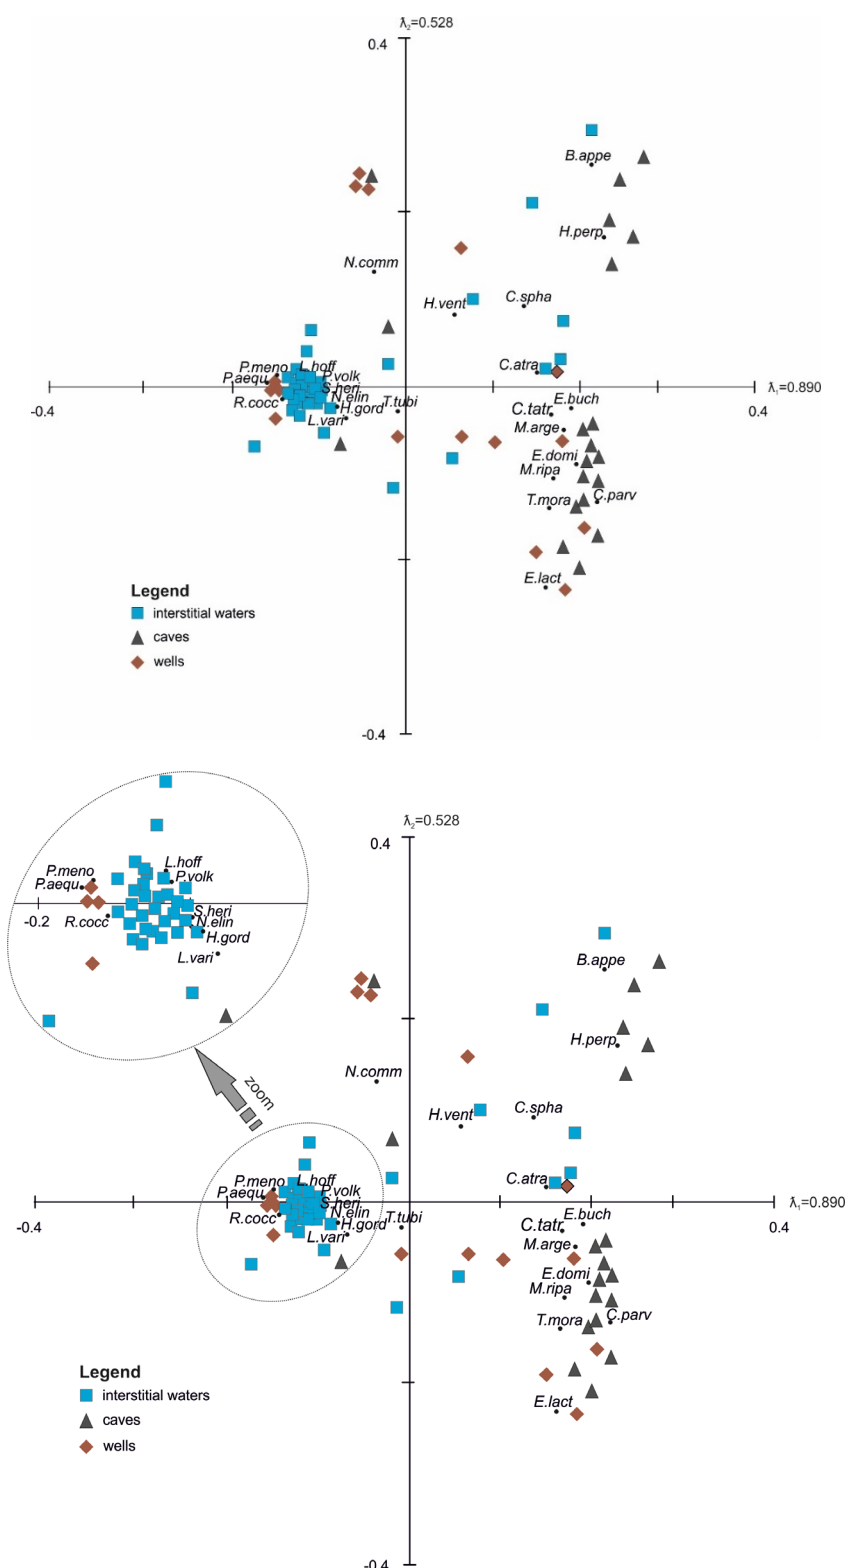 λ₂=0.528
0.4
B.appe
H.perp
N.comm
C.spha
H.vent
P.meno
L.hoff
C.atra
P.aequ
P.volk
S.heri
λ₁=0.890
-0.4
R.cocc
N.elin
H.gord
T.tubi
E.buch
0.4
L.vari
C.tatr
M.arge
E.domi
M.ripa
T.mora
C.parv
E.lact
Legend
interstitial waters
caves
wells
-0.4
λ₂=0.528
0.4
L.hoff
P.meno
P.volk
P.aequ
-0.2
R.cocc
S.heri
N.elin
H.gord
L.vari
B.appe
H.perp
zoom
N.comm
C.spha
H.vent
P.meno
L.hoff
C.atra
P.aequ
P.volk
S.heri
λ₁=0.890
-0.4
R.cocc
N.elin
H.gord
T.tubi
E.buch
0.4
L.vari
C.tatr
M.arge
E.domi
M.ripa
T.mora
C.parv
Legend
interstitial waters
E.lact
caves
wells
-0.4